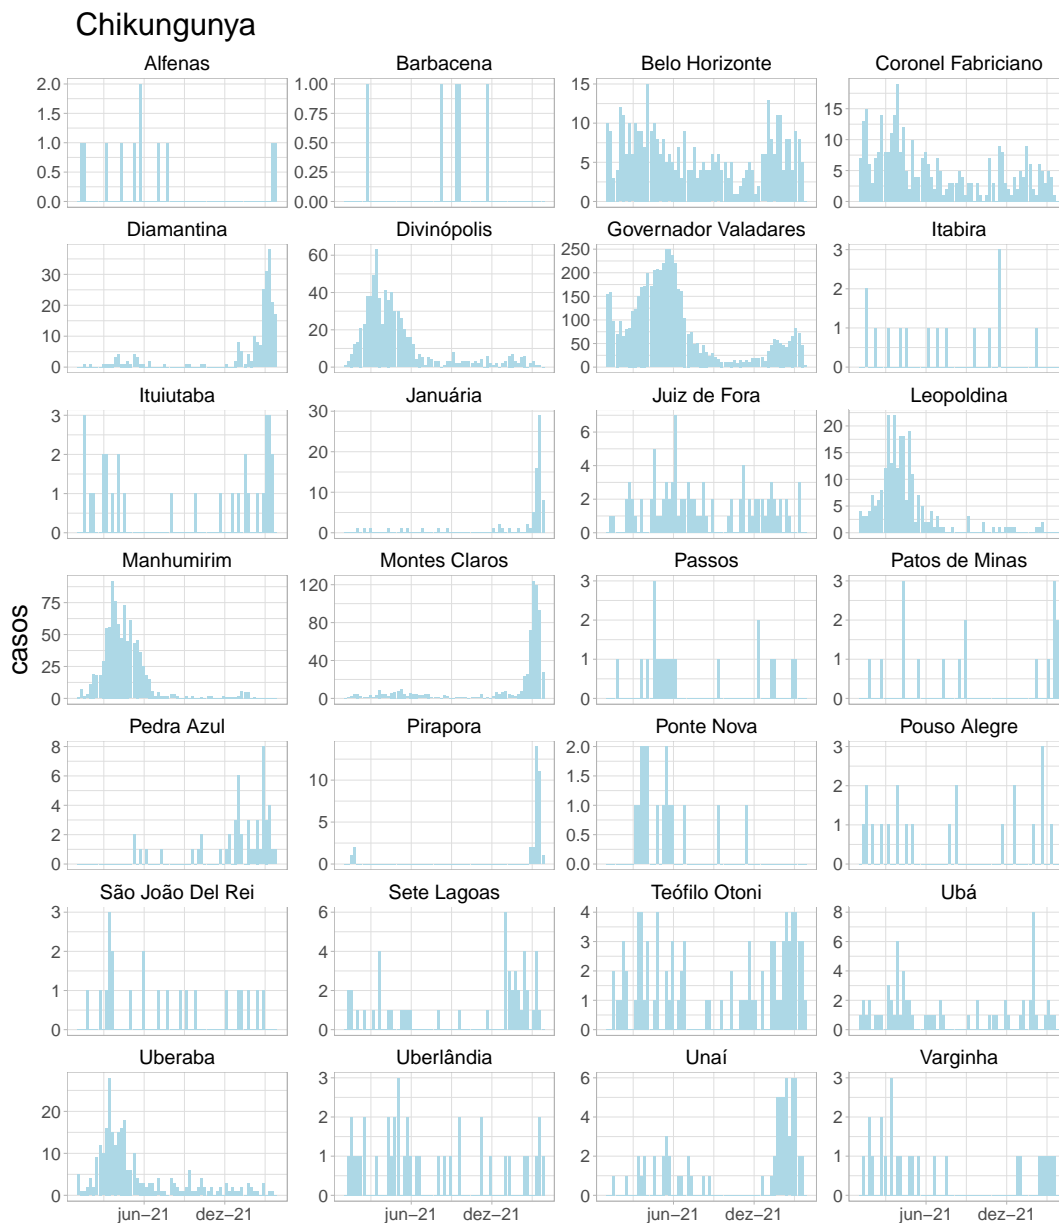 Chikungunya
Alfenas Barbacena Belo Horizonte Coronel Fabriciano
2.0 1.5 1.0 0.5 0.0
1.00 0.75 0.50 0.25 0.00
15 10 5 0
15 10 5 0
Diamantina Divinópolis Governador Valadares Itabira
30 20 10 0
60 40 20 0
250 200 150 100 50 0
3 2 1 0
Ituiutaba Januária Juiz de Fora Leopoldina
3 2 1 0
30 20 10 0
6 4 2 0
20 15 10 5 0
casos
Manhumirim Montes Claros Passos Patos de Minas
75 50 25 0
120 90 60 30 0
3 2 1 0
3 2 1 0
Pedra Azul Pirapora Ponte Nova Pouso Alegre
8 6 4 2 0
10 5 0
2.0 1.5 1.0 0.5 0.0
3 2 1 0
São João Del Rei Sete Lagoas Teófilo Otoni Ubá
3 2 1 0
6 4 2 0
4 3 2 1 0
8 6 4 2 0
Uberaba Uberlândia Unaí Varginha
20 10 0
3 2 1 0
6 4 2 0
3 2 1 0
jun−21 dez−21 jun−21 dez−21 jun−21 dez−21 jun−21 dez−21